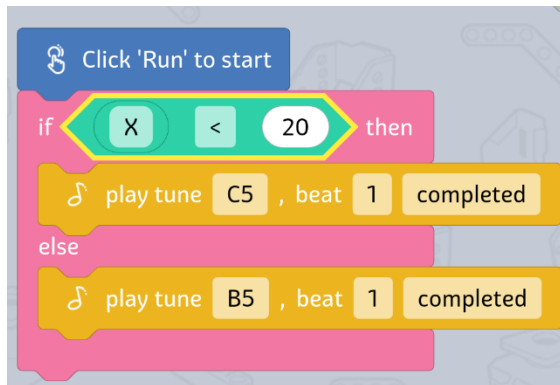 Click 'Run' to start
if X < 20 then
play tune C5 , beat 1 completed
else
play tune B5 , beat 1 completed